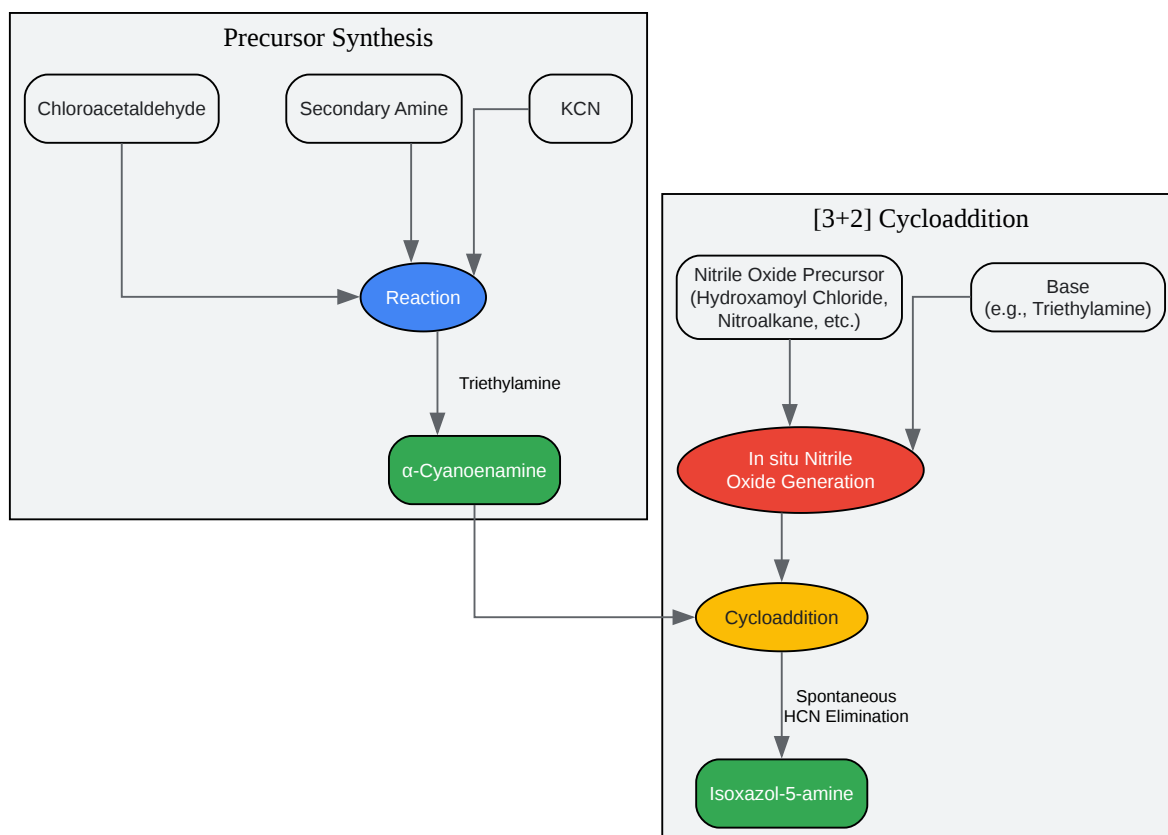 Precursor Synthesis
Chloroacetaldehyde
Secondary Amine
KCN
Reaction
Triethylamine
α-Cyanoenamine
[3+2] Cycloaddition
Nitrile Oxide Precursor
(Hydroxamoyl Chloride,
Nitroalkane, etc.)
Base
(e.g., Triethylamine)
In situ Nitrile
Oxide Generation
Cycloaddition
Spontaneous
HCN Elimination
Isoxazol-5-amine